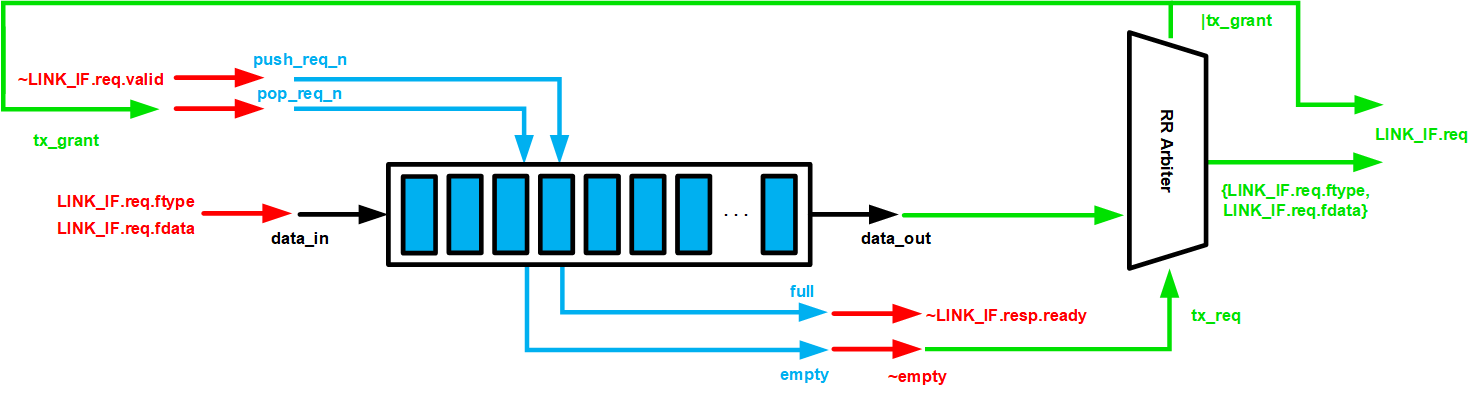 |tx_grant
push_req_n
~LINK_IF.req.valid
pop_req_n
tx_grant
LINK_IF.req
RR Arbiter
{LINK_IF.req.ftype,
LINK_IF.req.fdata}
LINK_IF.req.ftype
LINK_IF.req.fdata
data_in
. . .
data_out
full
~LINK_IF.resp.ready
tx_req
empty
~empty